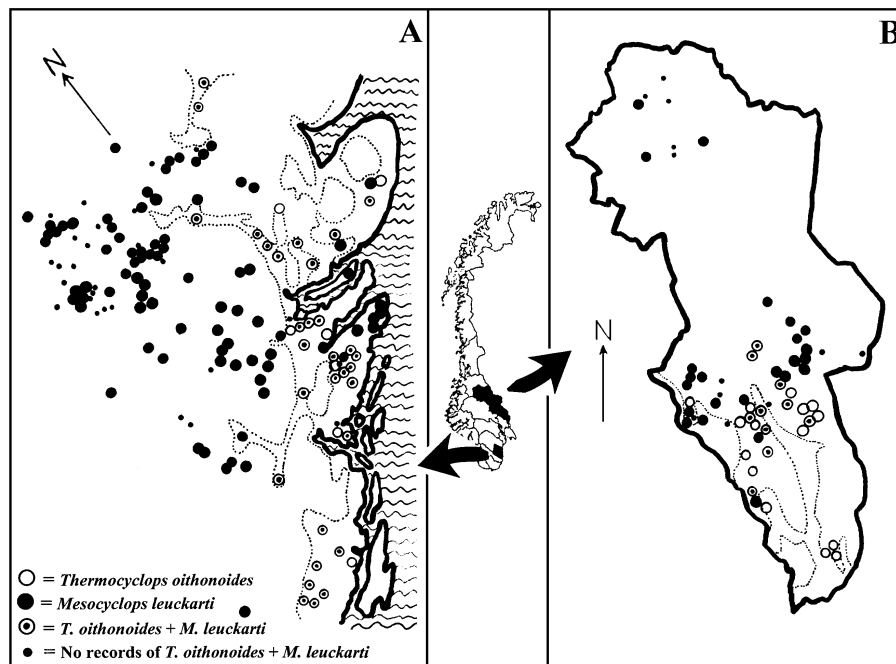 A
N
B
N
= Thermocyclops oithonoides
= Mesocyclops leuckarti
= T. oithonoides + M. leuckarti
= No records of T. oithonoides + M. leuckarti